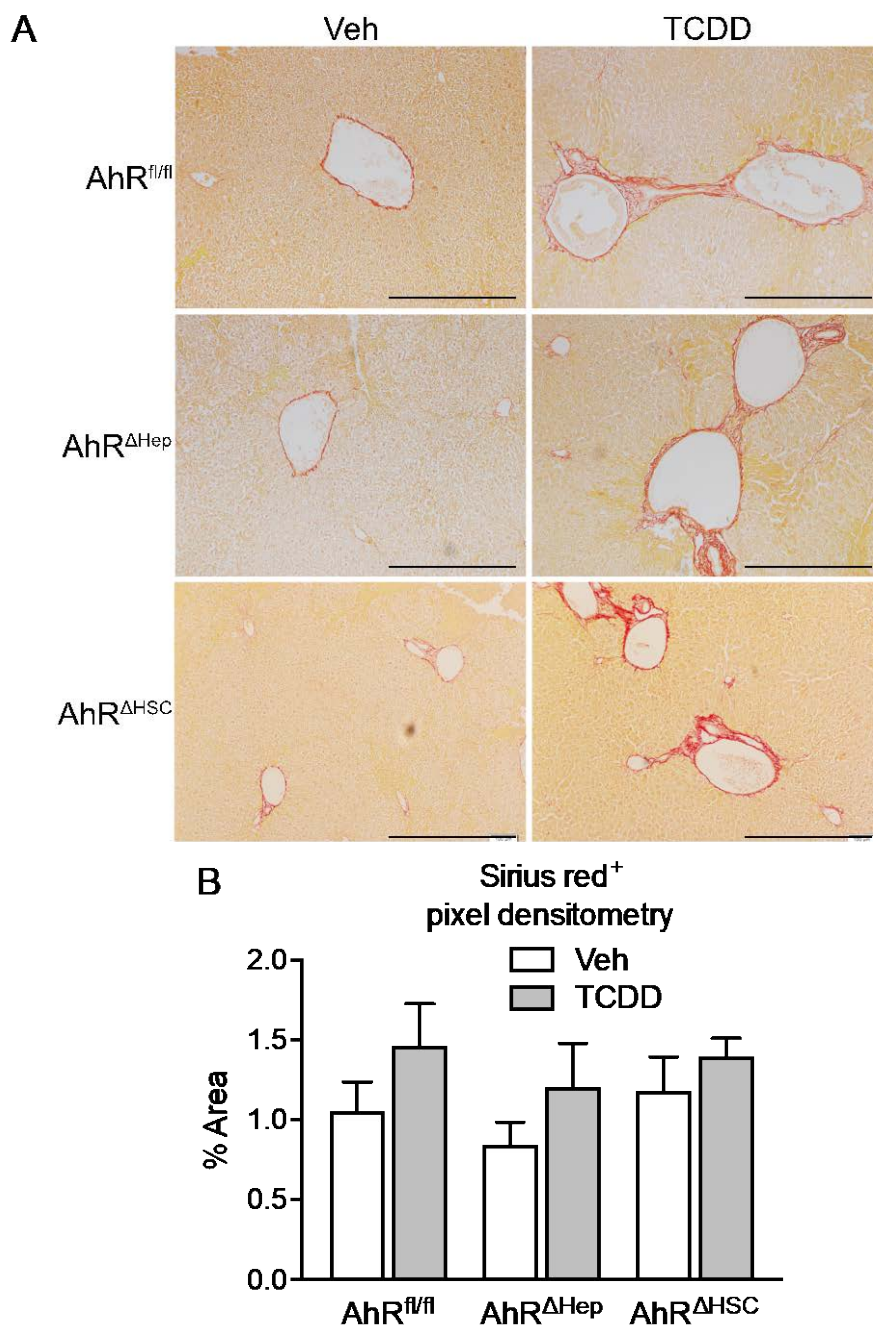 A
Veh TCDD
AhR^fl/fl
AhR^ΔHep
AhR^ΔHSC
B
Sirius red⁺
pixel densitometry
Veh
TCDD
2.0
1.5
1.0
0.5
0.0
% Area
AhR^fl/fl AhR^ΔHep AhR^ΔHSC